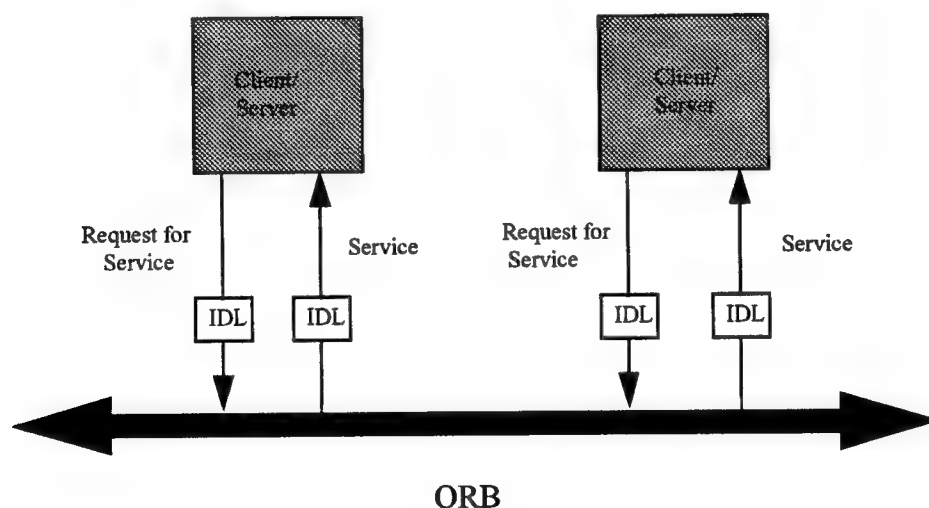 Client/
Server
Client/
Server
Request for
Service
Service
Request for
Service
Service
IDL
IDL
IDL
IDL
ORB